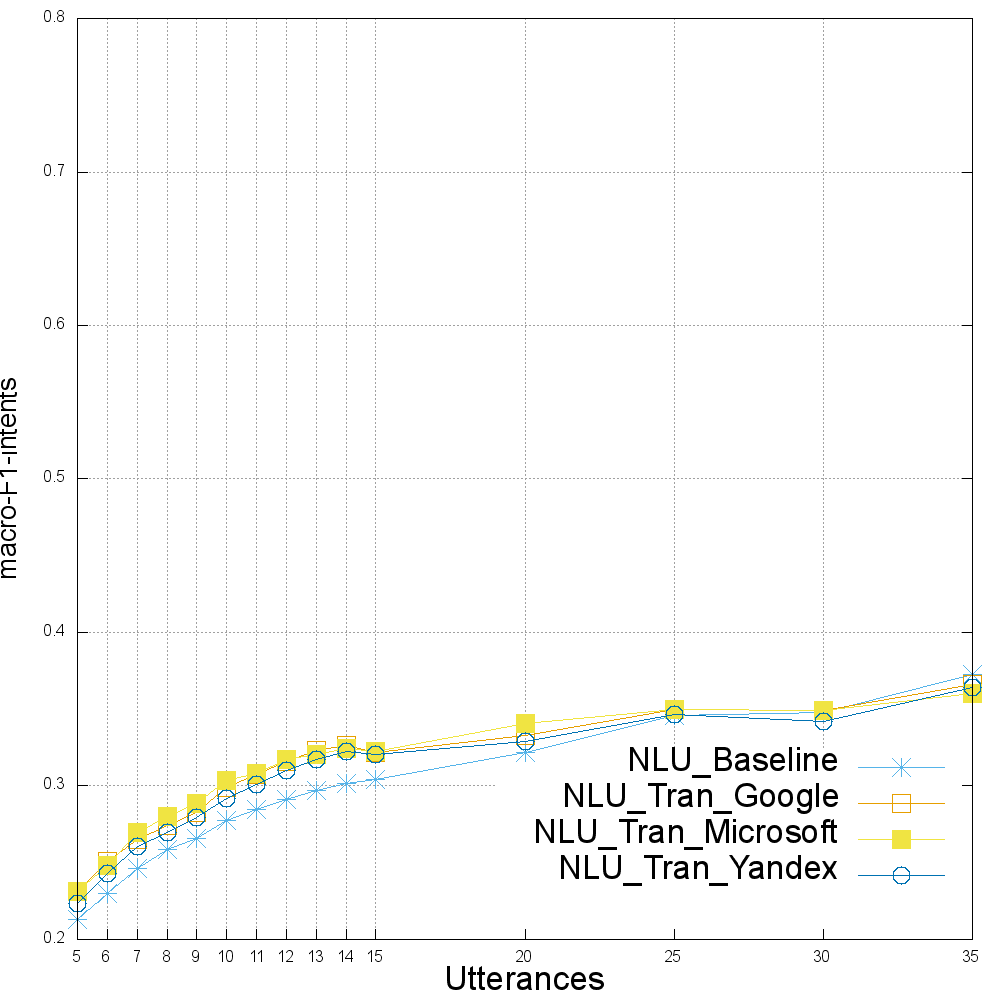 0.8
0.7
0.6
0.5
0.4
0.3
0.2
macro-F1-intents
5 6 7 8 9 10 11 12 13 14 15 20 25 30 35
Utterances
NLU_Baseline
NLU_Tran_Google
NLU_Tran_Microsoft
NLU_Tran_Yandex